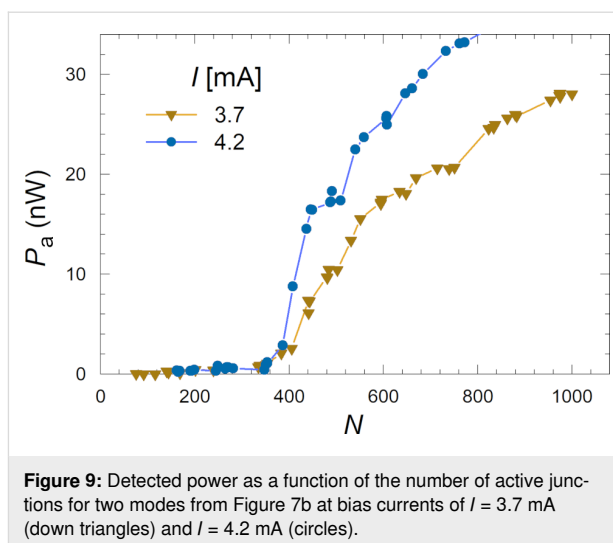 I [mA]
3.7
4.2
30
20
10
0
Pa (nW)
0 200 400 600 800 1000
N
Figure 9: Detected power as a function of the number of active junc-
tions for two modes from Figure 7b at bias currents of I = 3.7 mA
(down triangles) and I = 4.2 mA (circles).